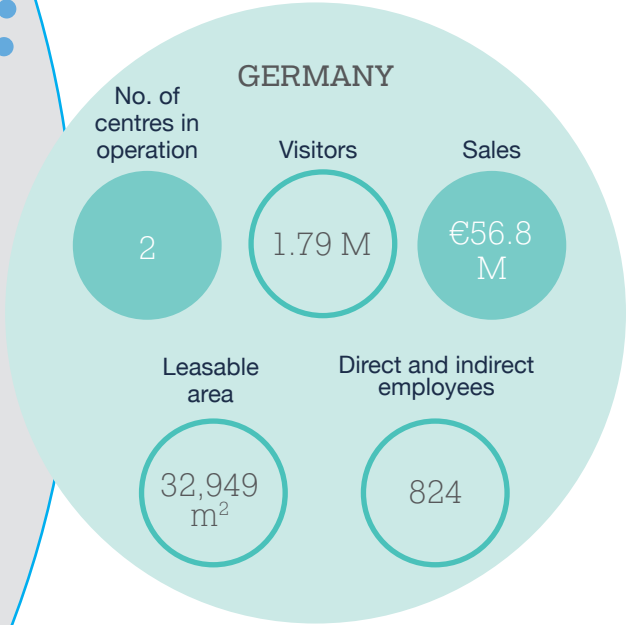 GERMANY
No. of
centres in
operation
2
Visitors
1.79 M
Sales
€56.8
M
Leasable
area
32,949
m²
Direct and indirect
employees
824